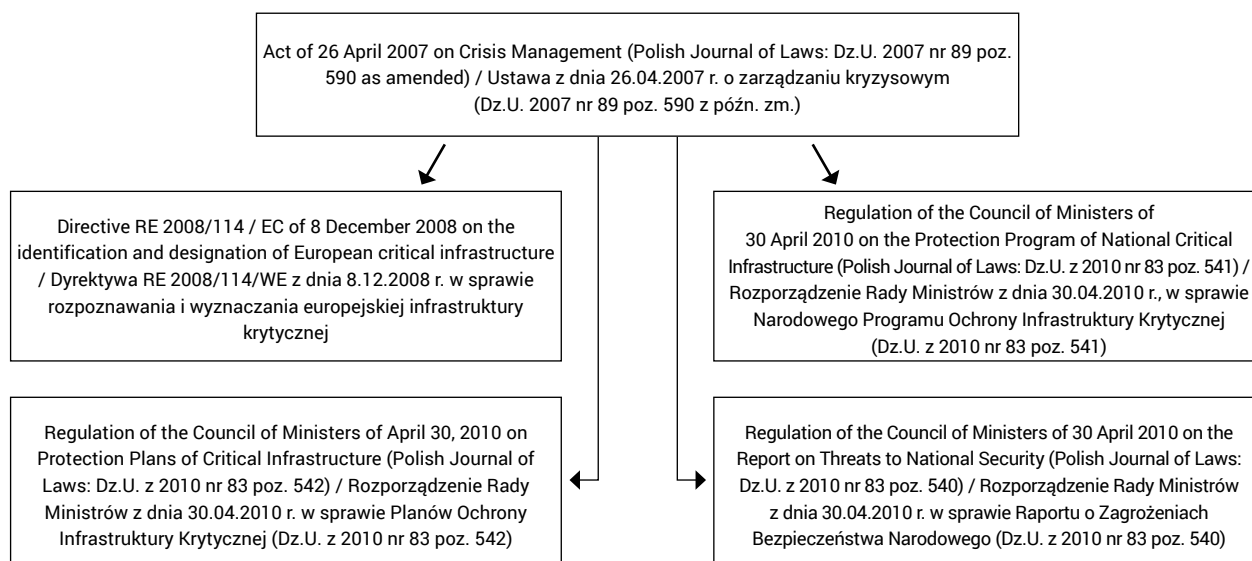 Act of 26 April 2007 on Crisis Management (Polish Journal of Laws: Dz.U. 2007 nr 89 poz.
590 as amended) / Ustawa z dnia 26.04.2007 r. o zarządzaniu kryzysowym
(Dz.U. 2007 nr 89 poz. 590 z późn. zm.)
Directive RE 2008/114 / EC of 8 December 2008 on the
identification and designation of European critical infrastructure
/ Dyrektywa RE 2008/114/WE z dnia 8.12.2008 r. w sprawie
rozpoznawania i wyznaczania europejskiej infrastruktury
krytycznej
Regulation of the Council of Ministers of
30 April 2010 on the Protection Program of National Critical
Infrastructure (Polish Journal of Laws: Dz.U. z 2010 nr 83 poz. 541) /
Rozporządzenie Rady Ministrów z dnia 30.04.2010 r., w sprawie
Narodowego Programu Ochrony Infrastruktury Krytycznej
(Dz.U. z 2010 nr 83 poz. 541)
Regulation of the Council of Ministers of April 30, 2010 on
Protection Plans of Critical Infrastructure (Polish Journal of
Laws: Dz.U. z 2010 nr 83 poz. 542) / Rozporządzenie Rady
Ministrów z dnia 30.04.2010 r. w sprawie Planów Ochrony
Infrastruktury Krytycznej (Dz.U. z 2010 nr 83 poz. 542)
Regulation of the Council of Ministers of 30 April 2010 on the
Report on Threats to National Security (Polish Journal of Laws:
Dz.U. z 2010 nr 83 poz. 540) / Rozporządzenie Rady Ministrów
z dnia 30.04.2010 r. w sprawie Raportu o Zagrożeniach
Bezpieczeństwa Narodowego (Dz.U. z 2010 nr 83 poz. 540)